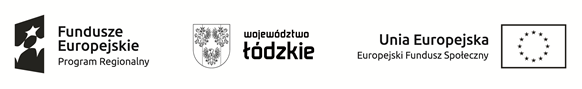 Fundusze
Europejskie
Program Regionalny
województwo
łódzkie
Unia Europejska
Europejski Fundusz Społeczny